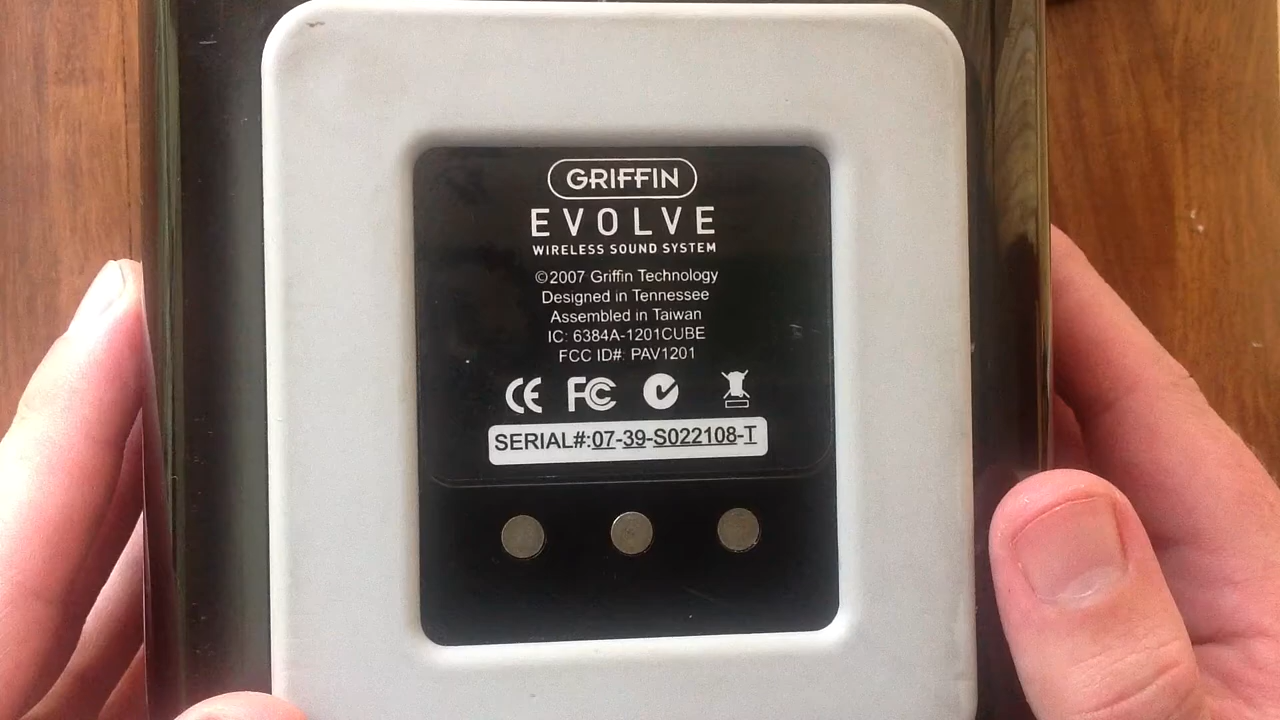 GRIFFIN
EVOLVE
WIRELESS SOUND SYSTEM
©2007 Griffin Technology
Designed in Tennessee
Assembled in Taiwan
IC: 6384A-1201CUBE
FCC ID#: PAV1201
CE FC
SERIAL#:07-39-S022108-T